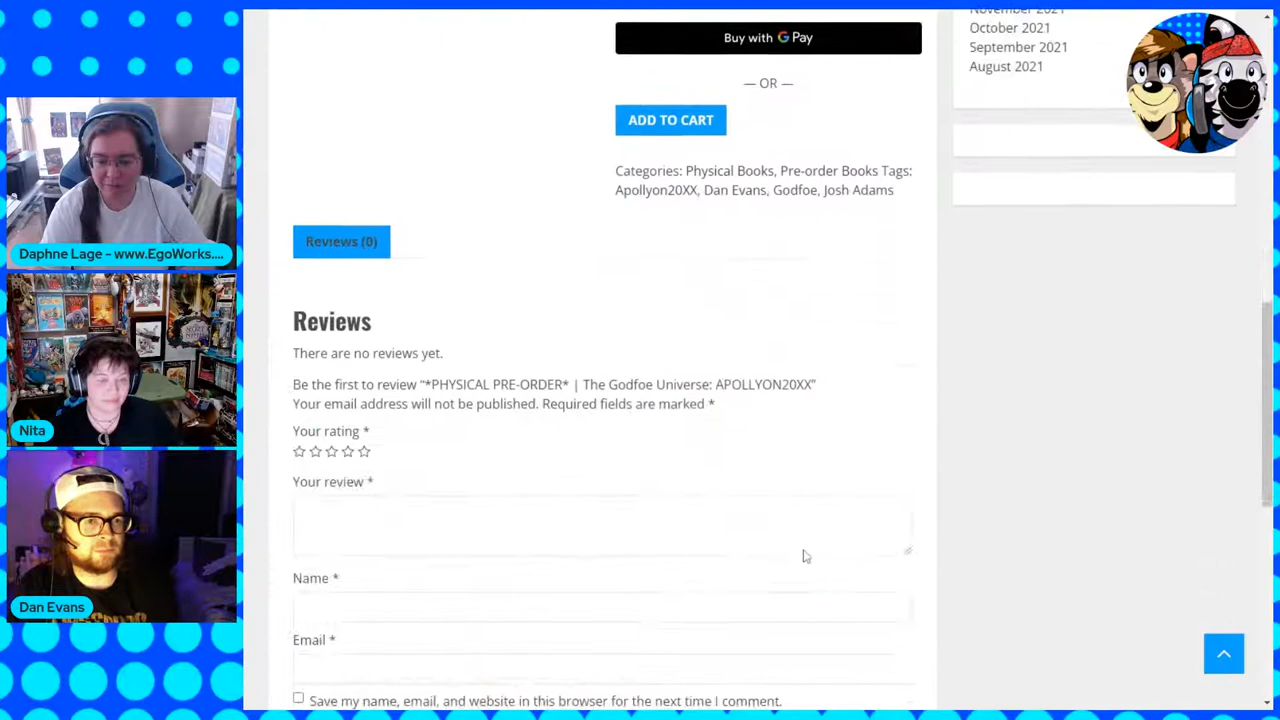 November 2021
October 2021
September 2021
August 2021
Buy with G Pay
— OR —
ADD TO CART
Categories: Physical Books, Pre-order Books Tags:
Apollyon20XX, Dan Evans, Godfoe, Josh Adams
Reviews (0)
Reviews
There are no reviews yet.
Be the first to review “*PHYSICAL PRE-ORDER* | The Godfoe Universe: APOLLYON20XX”
Your email address will not be published. Required fields are marked *
Your rating *
Your review *
Name *
Email *
Save my name, email, and website in this browser for the next time I comment.
Daphne Lage - www.EgoWorks....
Nita
Dan Evans